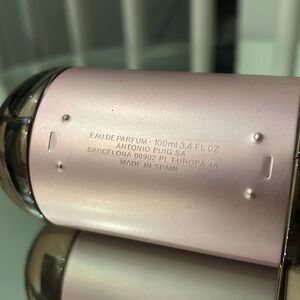 EAU DE PARFUM - 100ml 3.4 FL OZ
ANTONIO PUIG SA
BARCELONA 08902 PL EUROPA 46
MADE IN SPAIN